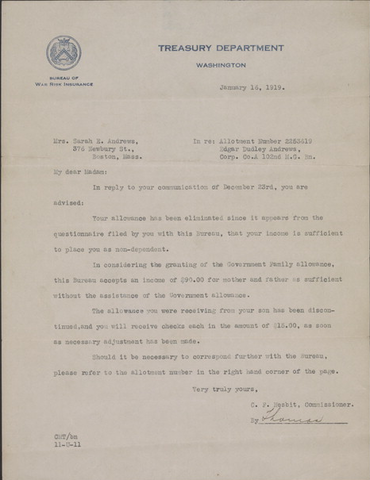 TREASURY DEPARTMENT
WASHINGTON
BUREAU OF
WAR RISK INSURANCE
January 16, 1919.
Mrs. Sarah E. Andrews, In re: Allotment Number
376 Newbury St., Edgar Dudley Andrews,
Boston, Mass. Corp. Co.A 102nd M.G. Bn.
My dear Madam:
In reply to your communication of December 23rd, you are
advised:
Your allowance has been eliminated since it appears from the
questionnaire filed by you with this Bureau, that your income is sufficient
to place you as non-dependent.
In considering the granting of the Government Family allowance,
this Bureau accepts an income of $90.00 for mother and father as sufficient
without the assistance of the Government allowance.
The allowance you were receiving from your son has been discon-
tinued, and you will receive checks each in the amount of $15.00, as soon
as necessary adjustment has been made.
Should it be necessary to correspond further with the Bureau,
please refer to the allotment number in the right hand corner of the page.
Very truly yours,
C. F. Nesbit, Commissioner.
By Thomas